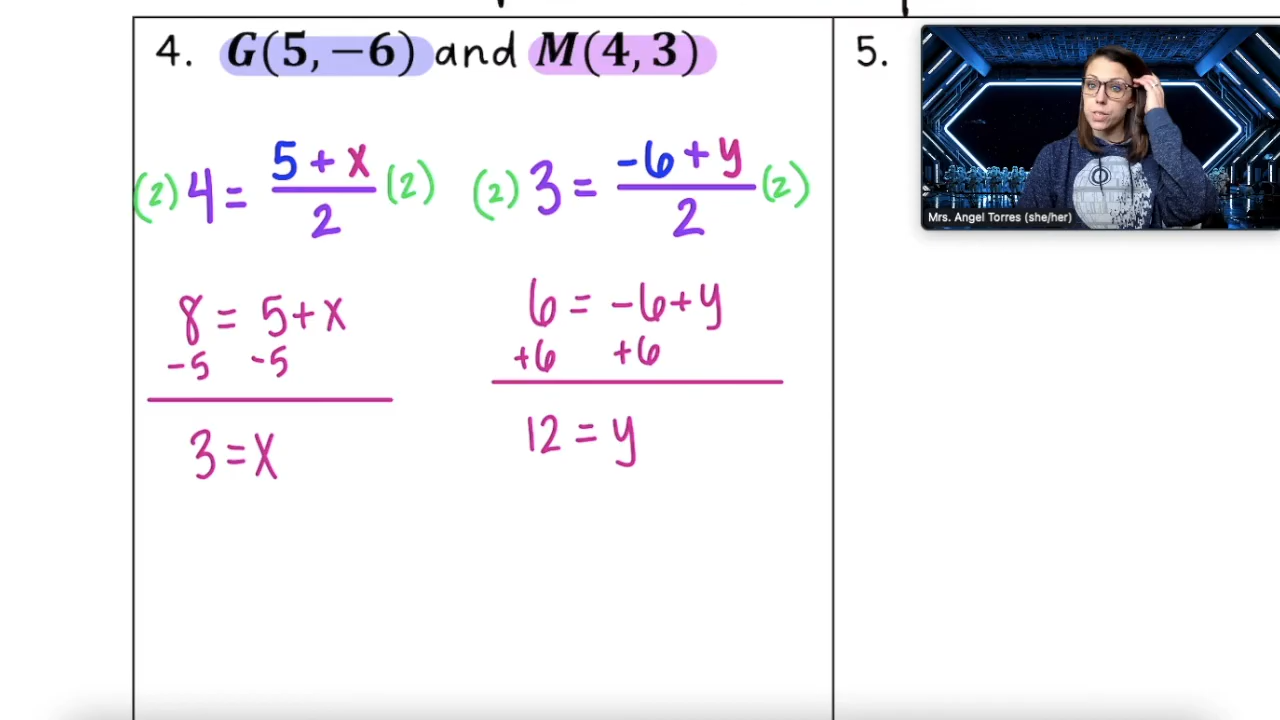 4. G(5, −6) and M(4, 3)
5.
Mrs. Angel Torres (she/her)
(2) 4 = 5 + x / 2 (2)
(2) 3 = -6 + y / 2 (2)
8 = 5 + x
-5 -5
3 = x
6 = -6 + y
+6 +6
12 = y